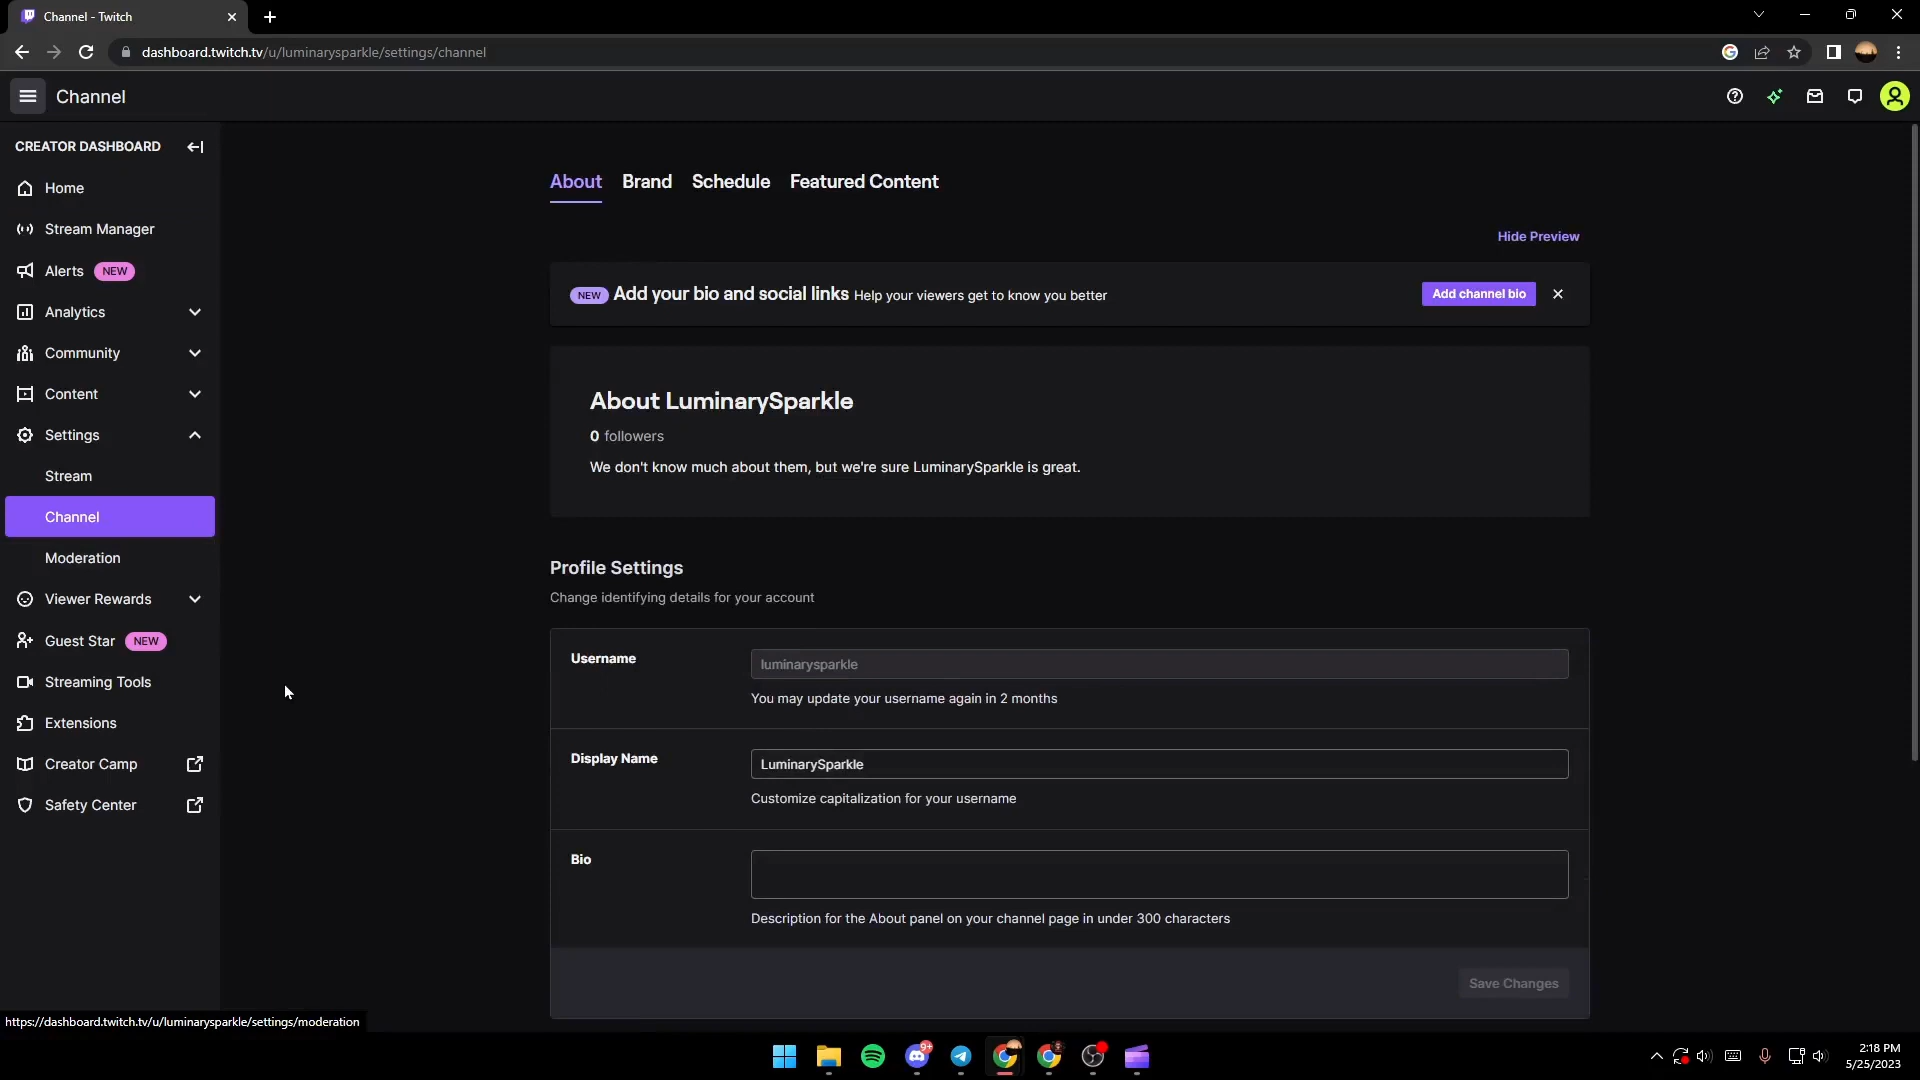 Channel - Twitch
dashboard.twitch.tv/u/luminarysparkle/settings/channel
Channel
CREATOR DASHBOARD
Home
Stream Manager
Alerts NEW
Analytics
Community
Content
Settings
Stream
Channel
Moderation
Viewer Rewards
Guest Star NEW
Streaming Tools
Extensions
Creator Camp
Safety Center
https://dashboard.twitch.tv/u/luminarysparkle/settings/moderation
About Brand Schedule Featured Content
Hide Preview
NEW Add your bio and social links Help your viewers get to know you better Add channel bio
About LuminarySparkle
0 followers
We don't know much about them, but we're sure LuminarySparkle is great.
Profile Settings
Change identifying details for your account
Username luminarysparkle
You may update your username again in 2 months
Display Name LuminarySparkle
Customize capitalization for your username
Bio
Description for the About panel on your channel page in under 300 characters
Save Changes
9+
2:18 PM
5/25/2023